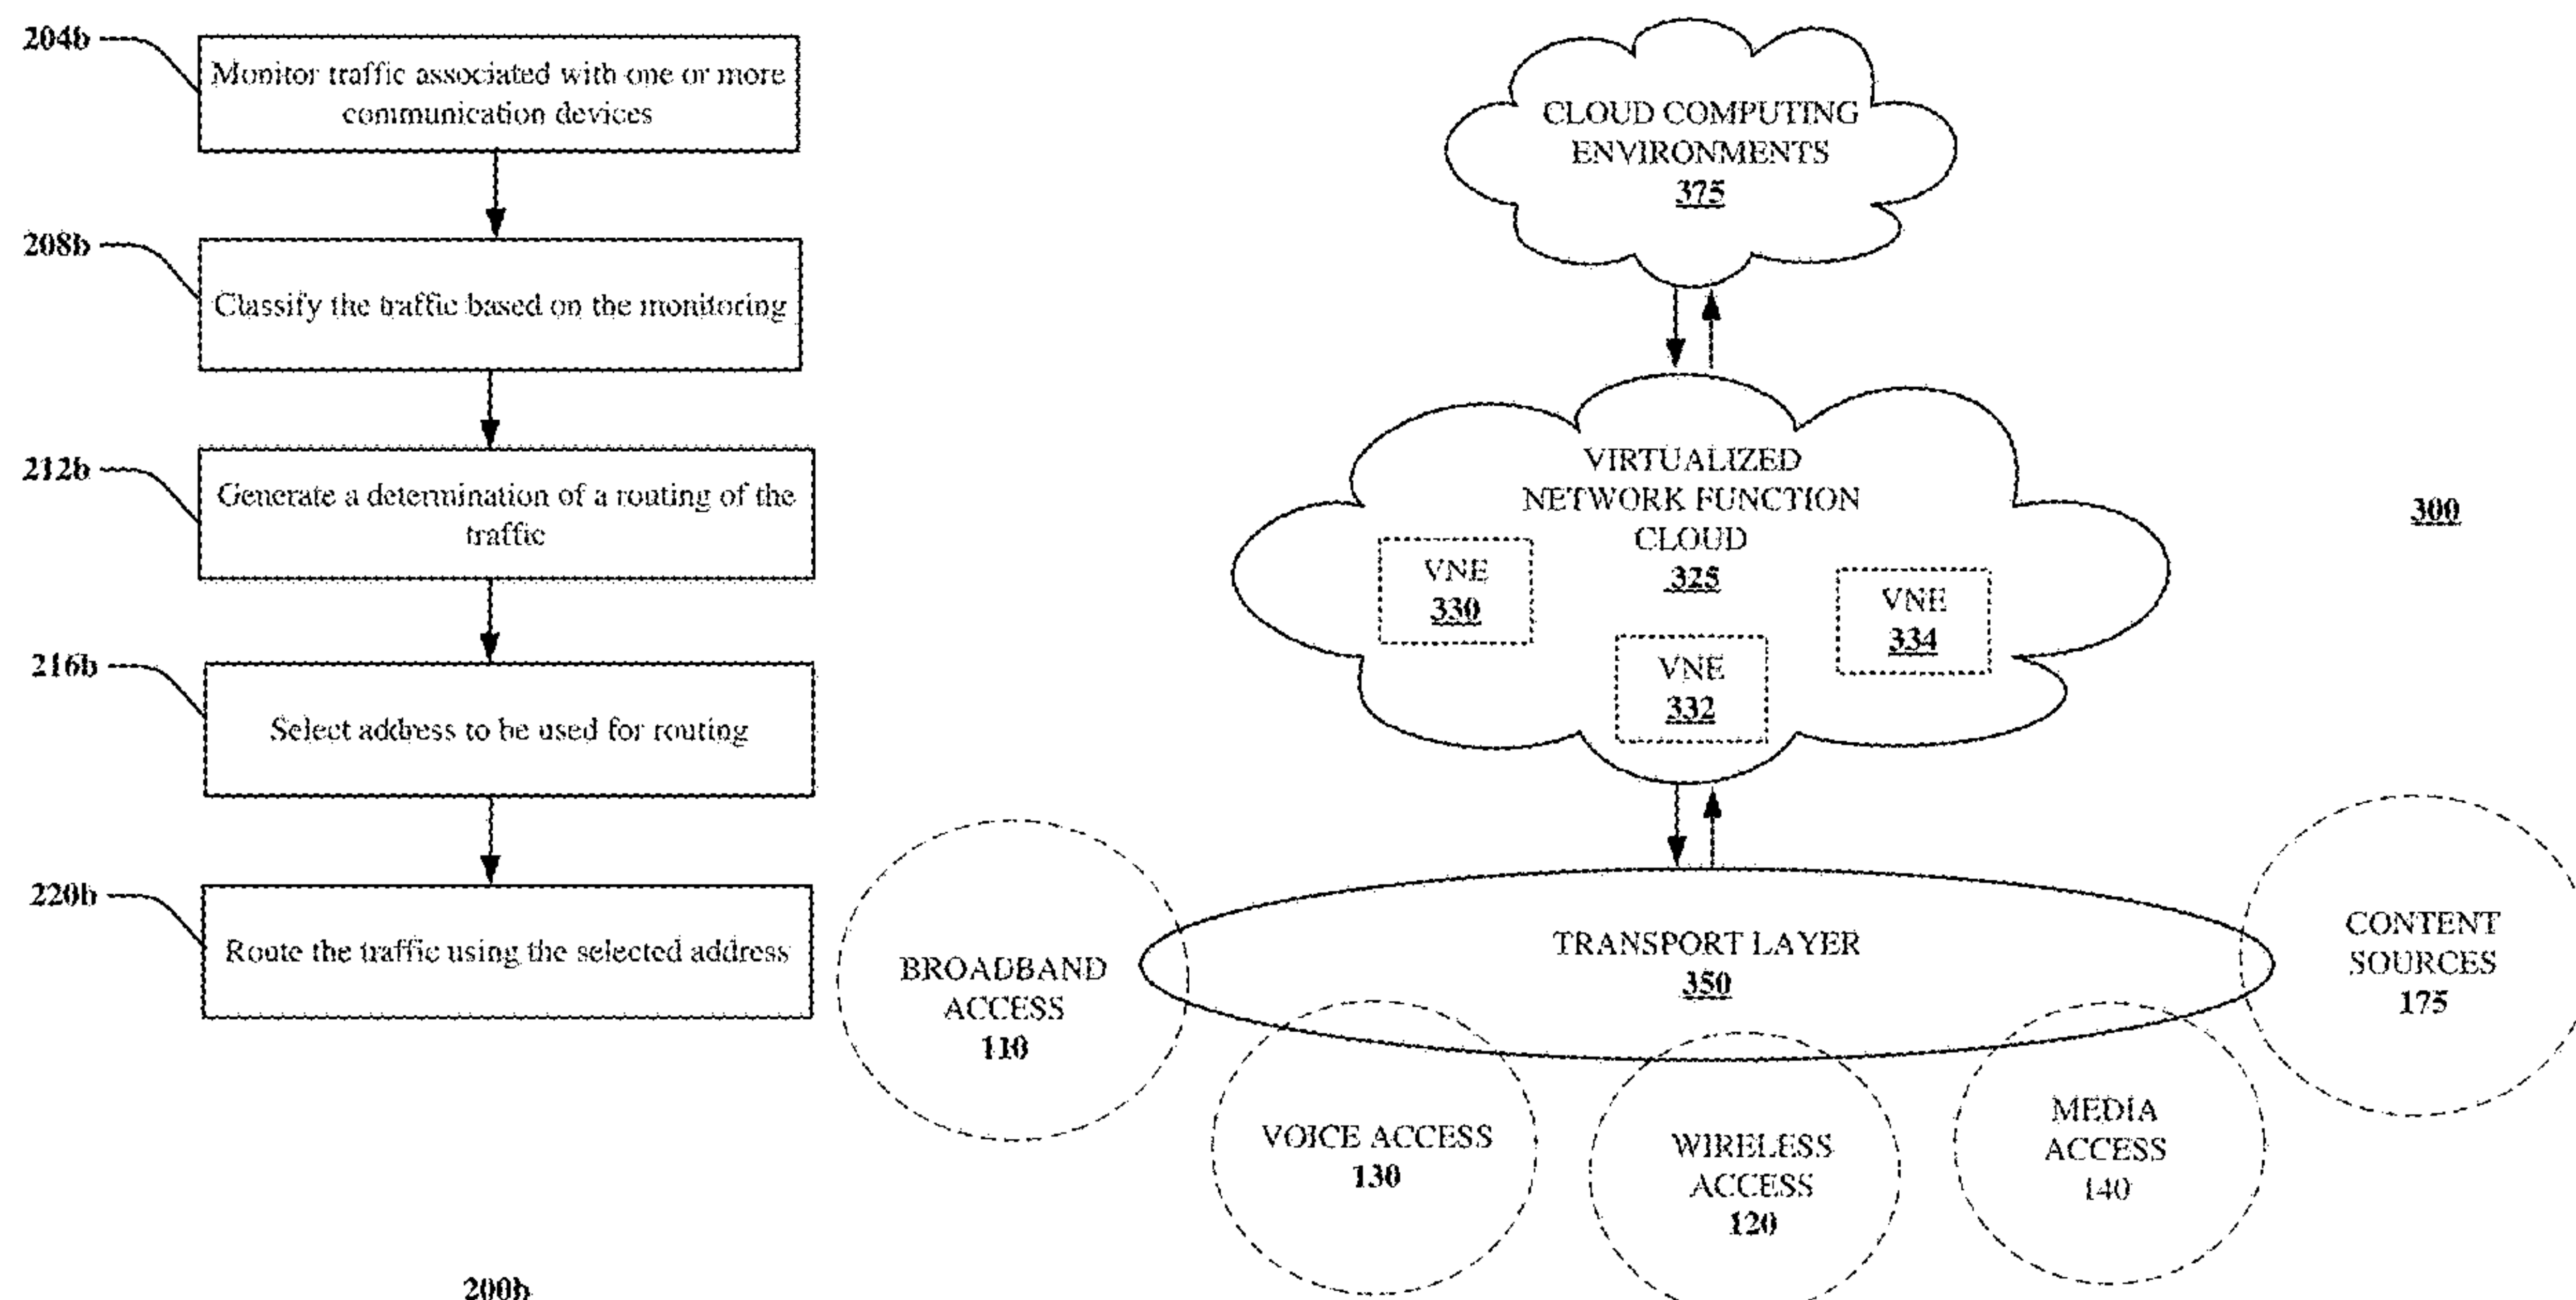 204b
Monitor traffic associated with one or more
communication devices
208b
Classify the traffic based on the monitoring
212b
Generate a determination of a routing of the
traffic
216b
Select address to be used for routing
220b
Route the traffic using the selected address
200b
CLOUD COMPUTING
ENVIRONMENTS
375
VIRTUALIZED
NETWORK FUNCTION
CLOUD
325
VNE
330
VNE
332
VNE
334
300
TRANSPORT LAYER
350
BROADBAND
ACCESS
110
VOICE ACCESS
130
WIRELESS
ACCESS
120
MEDIA
ACCESS
140
CONTENT
SOURCES
175